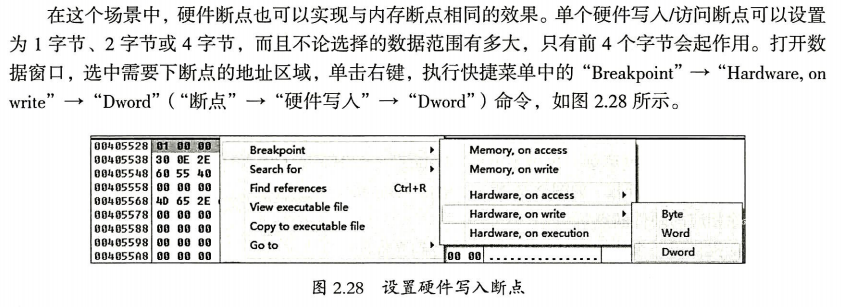 在这个场景中，硬件断点也可以实现与内存断点相同的效果。单个硬件写入/访问断点可以设置
为 1 字节、2 字节或 4 字节，而且不论选择的数据范围有多大，只有前 4 个字节会起作用。打开数
据窗口，选中需要下断点的地址区域，单击右键，执行快捷菜单中的“Breakpoint”→“Hardware, on
write”→“Dword”（“断点”→“硬件写入”→“Dword”）命令，如图 2.28 所示。
00405528 01 00 00
00405538 30 0E 2E
00405548 60 55 40
00405558 00 00 00
00405568 4D 65 2E
00405578 00 00 00
00405588 00 00 00
00405598 00 00 00
004055A8 00 00 00
Breakpoint
Search for
Find references Ctrl+R
View executable file
Copy to executable file
Go to
Memory, on access
Memory, on write
Hardware, on access
Hardware, on write
Hardware, on execution
Byte
Word
Dword
00 00 ................
图 2.28 设置硬件写入断点